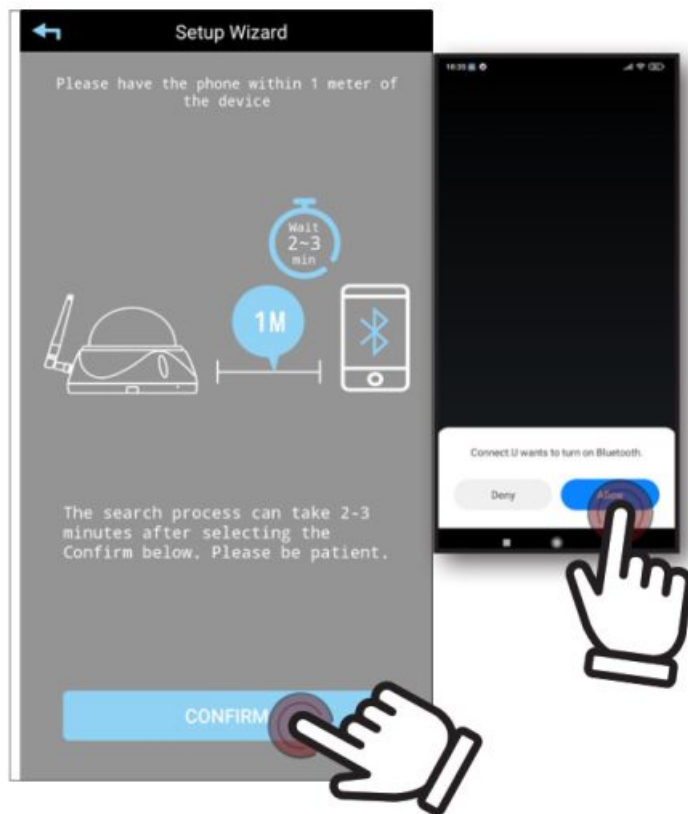 Setup Wizard
Please have the phone within 1 meter of
the device
Wait
2~3
min
1M
The search process can take 2-3
minutes after selecting the
Confirm below. Please be patient.
CONFIRM
Connect.U wants to turn on Bluetooth.
Deny
Allow